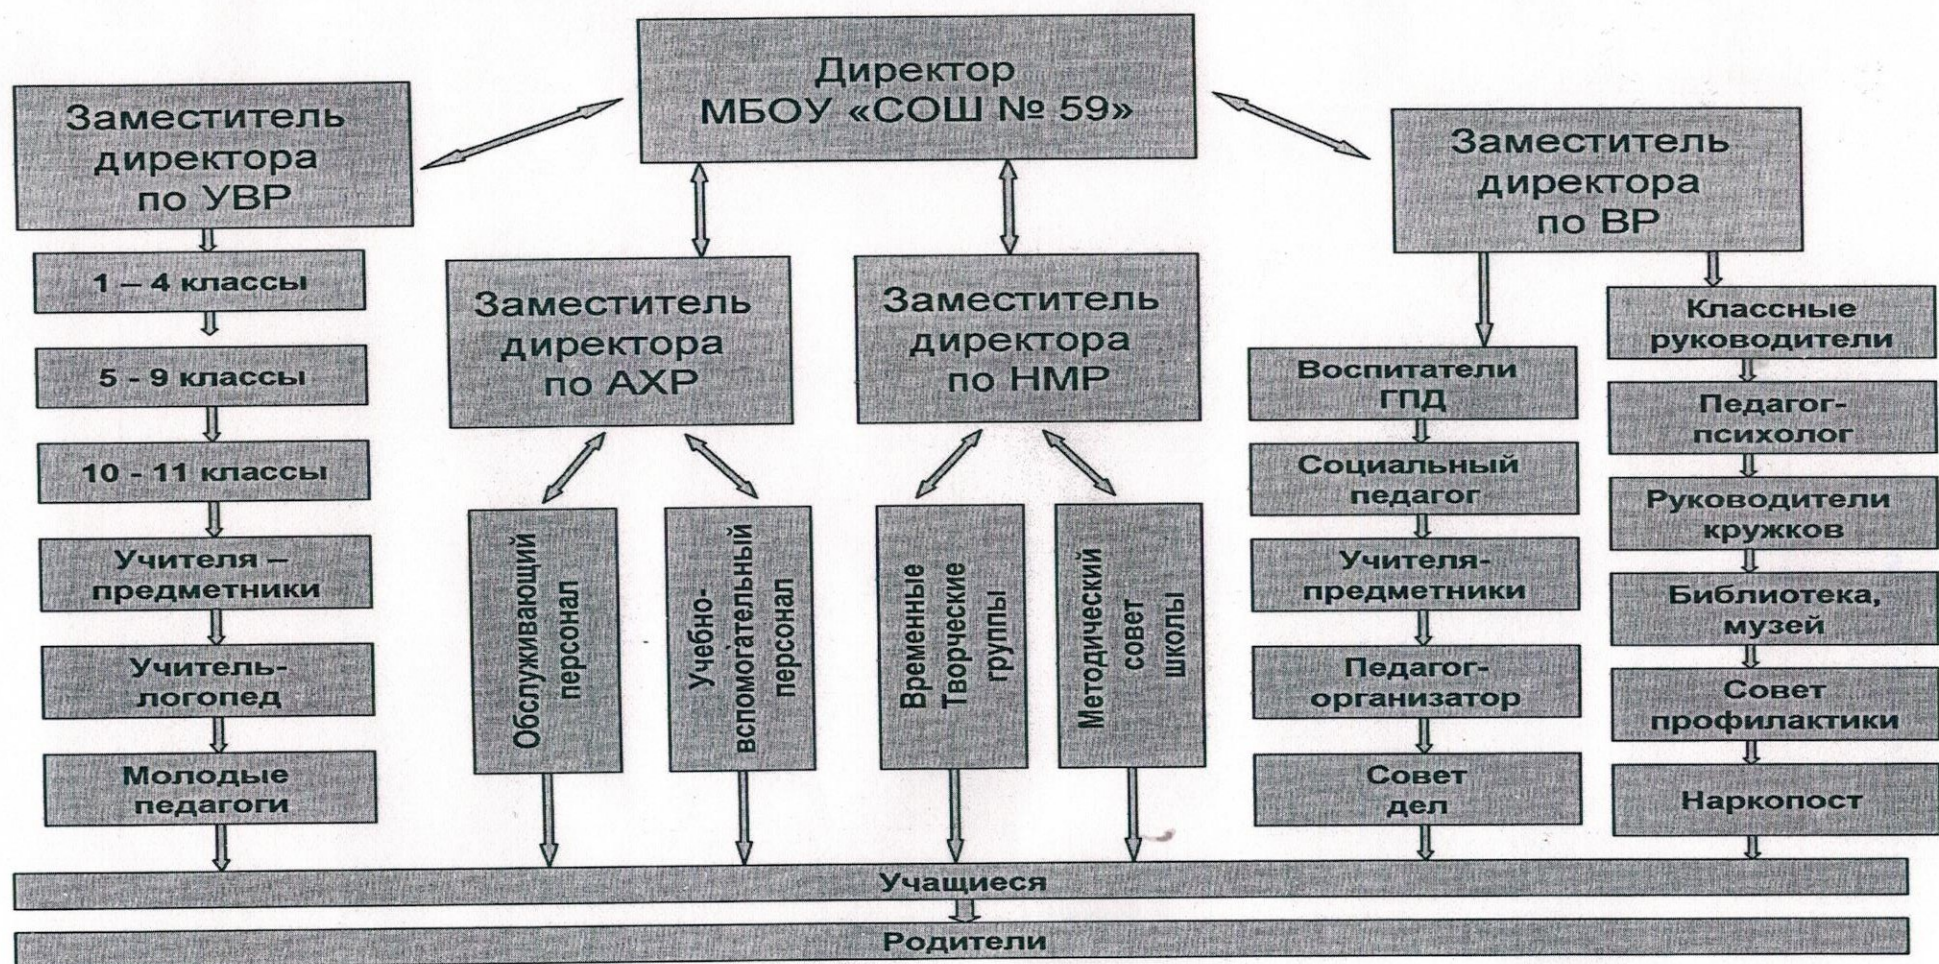 Директор
МБОУ «СОШ № 59»
Заместитель
директора
по УВР
1 – 4 классы
5 - 9 классы
10 - 11 классы
Учителя –
предметники
Учитель-
логопед
Молодые
педагоги
Заместитель
директора
по АХР
Обслуживающий
персонал
Учебно-
вспомогательный
персонал
Заместитель
директора
по НМР
Временные
Творческие
группы
Методический
совет
школы
Заместитель
директора
по ВР
Воспитатели
ГПД
Социальный
педагог
Учителя-
предметники
Педагог-
организатор
Совет
дел
Классные
руководители
Педагог-
психолог
Руководители
кружков
Библиотека,
музей
Совет
профилактики
Наркопост
Учащиеся
Родители